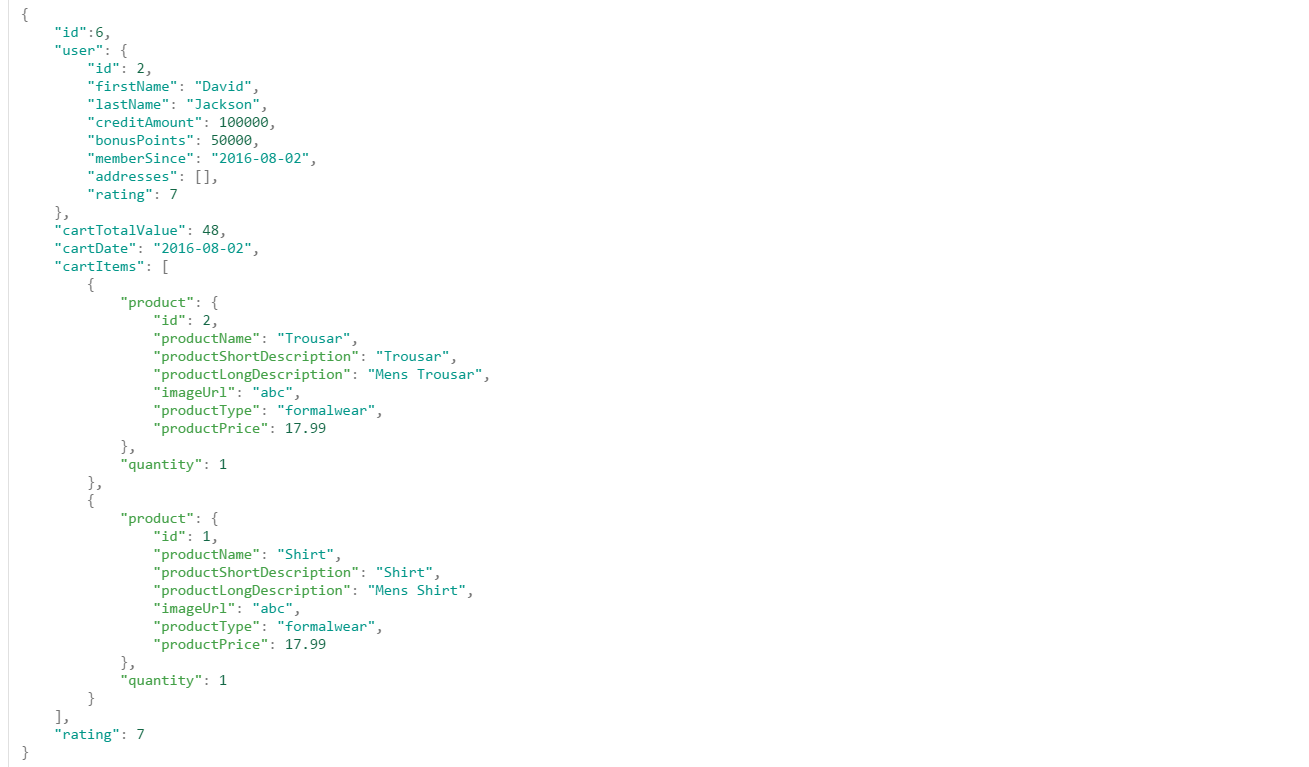 {
    "id":6,
    "user": {
        "id": 2,
        "firstName": "David",
        "lastName": "Jackson",
        "creditAmount": 100000,
        "bonusPoints": 50000,
        "memberSince": "2016-08-02",
        "addresses": [],
        "rating": 7
    },
    "cartTotalValue": 48,
    "cartDate": "2016-08-02",
    "cartItems": [
        {
            "product": {
                "id": 2,
                "productName": "Trousar",
                "productShortDescription": "Trousar",
                "productLongDescription": "Mens Trousar",
                "imageUrl": "abc",
                "productType": "formalwear",
                "productPrice": 17.99
            },
            "quantity": 1
        },
        {
            "product": {
                "id": 1,
                "productName": "Shirt",
                "productShortDescription": "Shirt",
                "productLongDescription": "Mens Shirt",
                "imageUrl": "abc",
                "productType": "formalwear",
                "productPrice": 17.99
            },
            "quantity": 1
        }
    ],
    "rating": 7
}